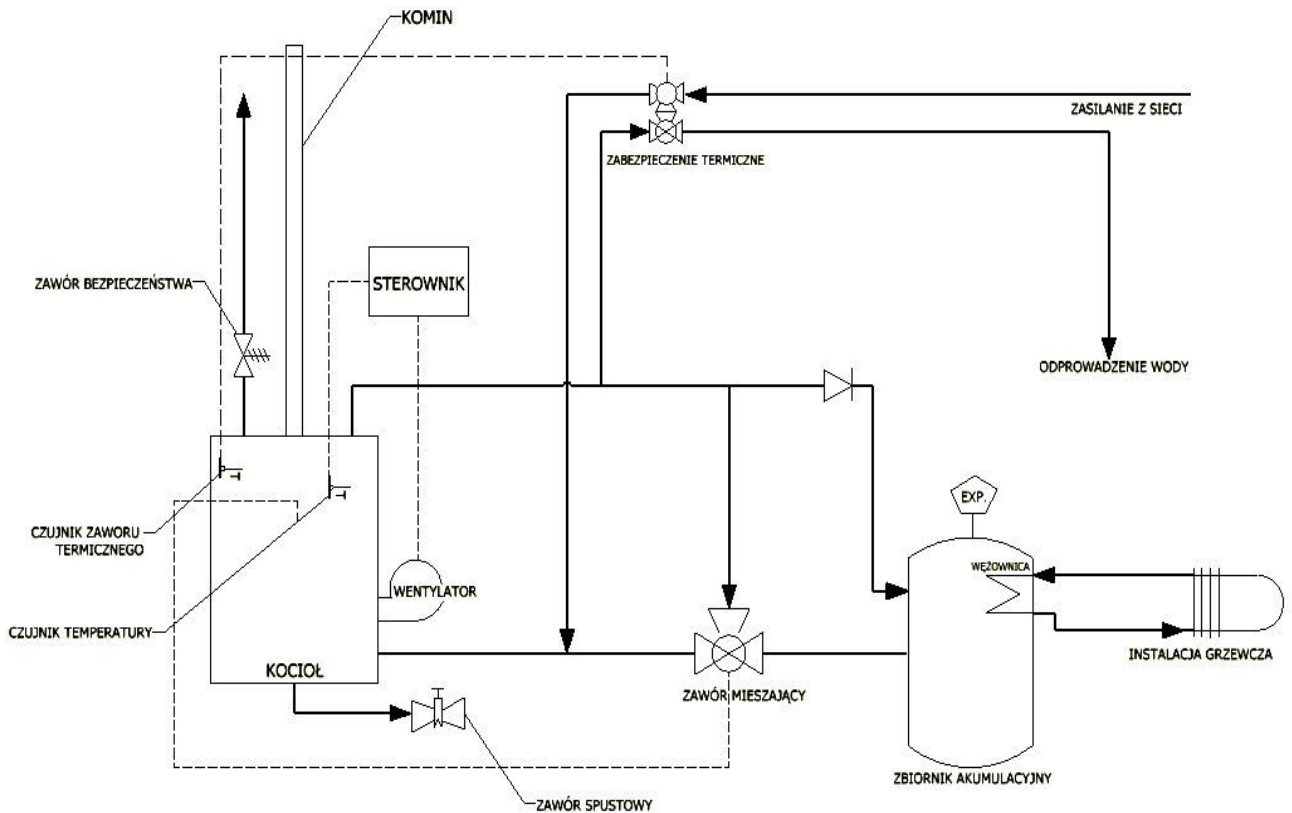 KOMIN
ZASILANIE Z SIECI
ZABEZPIECZENIE TERMICZNE
ZAWÓR BEZPIECZEŃSTWA
STEROWNIK
ODPROWADZENIE WODY
T
T
EXP.
CZUJNIK ZAWORU
TERMICZNEGO
WĘŻOWNICA
WENTYLATOR
CZUJNIK TEMPERATURY
INSTALACJA GRZEWCZA
KOCIOŁ
ZAWÓR MIESZAJĄCY
ZBIORNIK AKUMULACYJNY
ZAWÓR SPUSTOWY